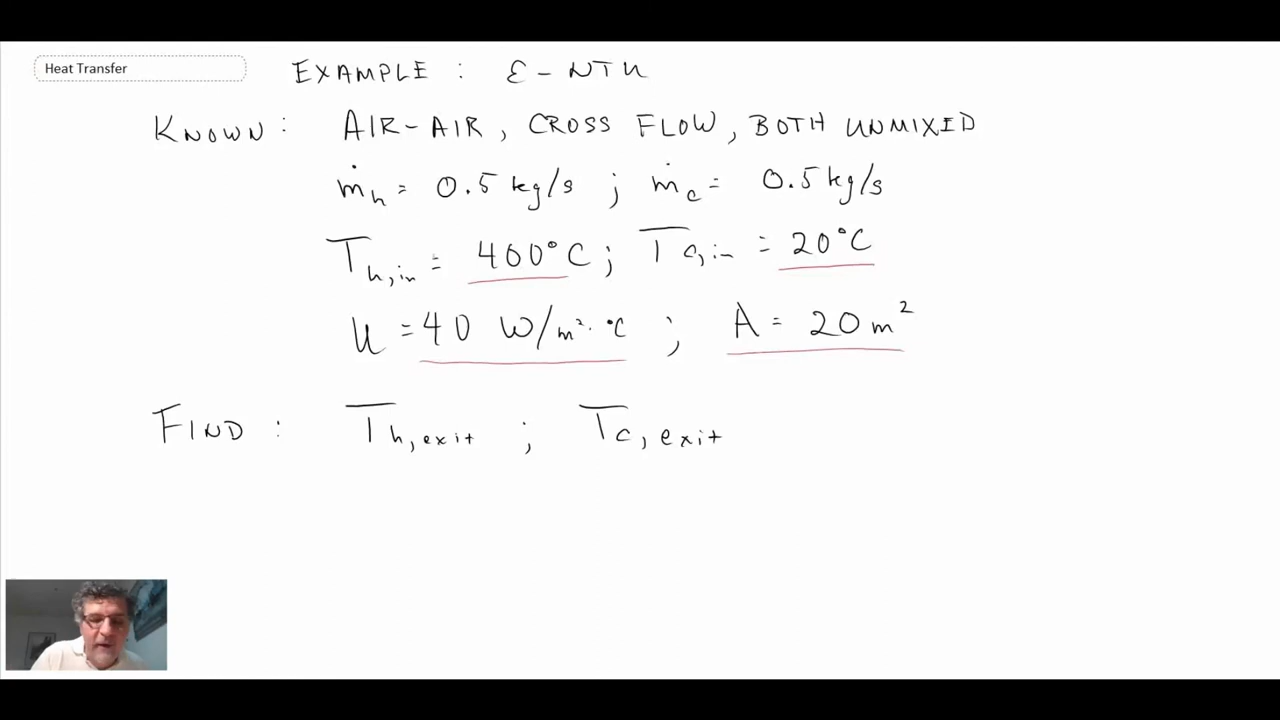 Heat Transfer
EXAMPLE : ε - NTU
KNOWN : AIR-AIR, CROSS FLOW, BOTH UNMIXED
ṁh = 0.5 kg/s ; ṁc = 0.5 kg/s
Th,in = 400°C ; Tc,in = 20°C
U = 40 W/m²·°C ; A = 20 m²
FIND : Th,exit ; Tc,exit